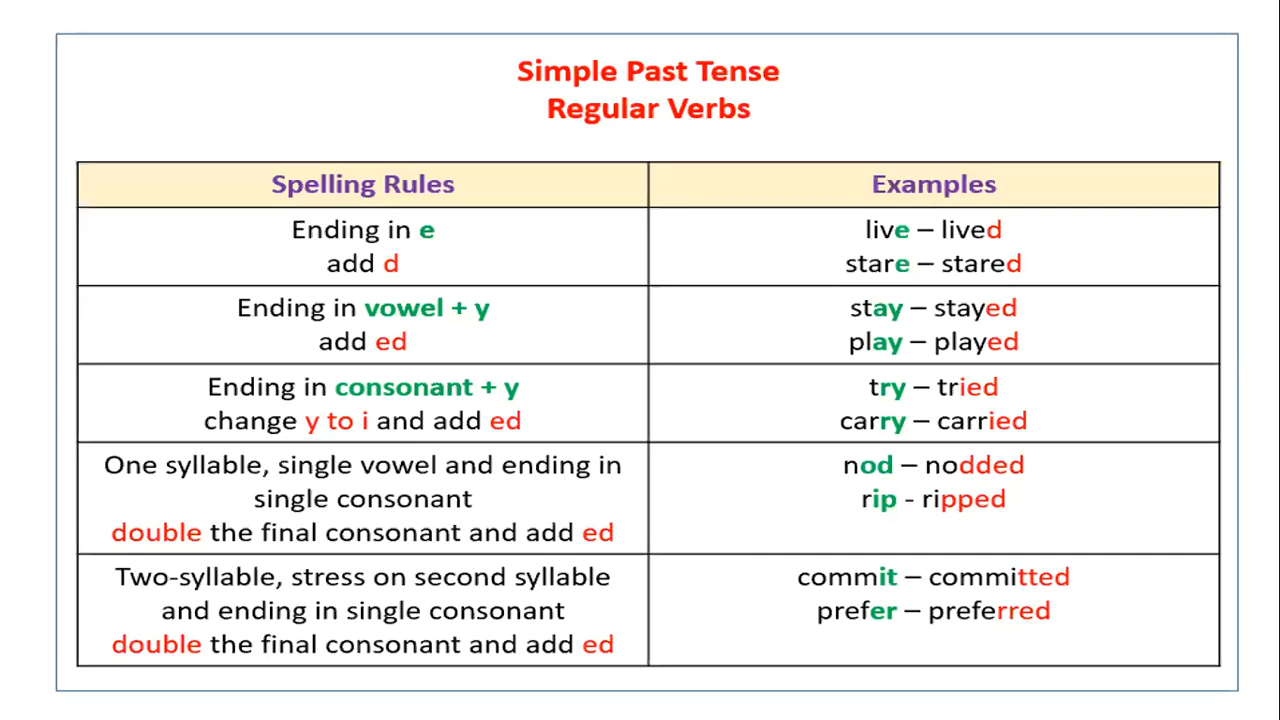 Simple Past Tense
Regular Verbs
Spelling Rules
Examples
Ending in e
add d
live – lived
stare – stared
Ending in vowel + y
add ed
stay – stayed
play – played
Ending in consonant + y
change y to i and add ed
try – tried
carry – carried
One syllable, single vowel and ending in
single consonant
double the final consonant and add ed
nod – nodded
rip - ripped
Two-syllable, stress on second syllable
and ending in single consonant
double the final consonant and add ed
commit – committed
prefer – preferred